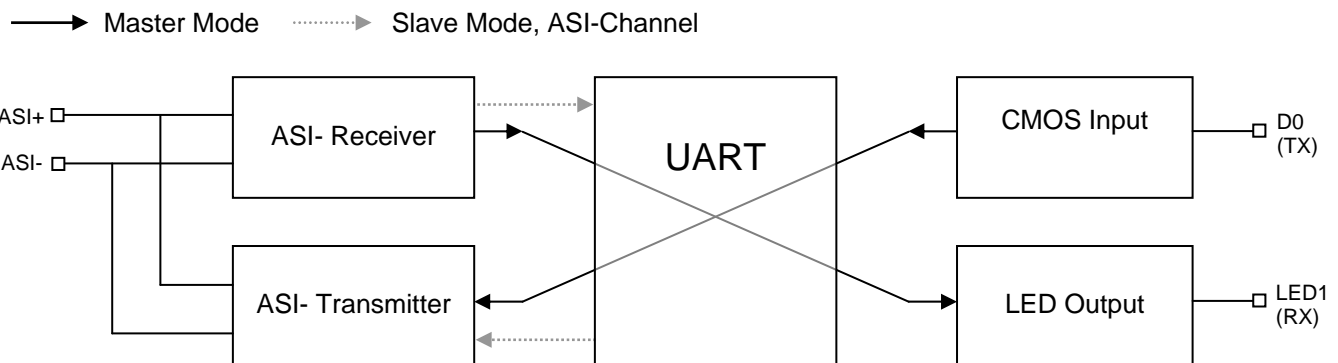 Master Mode
Slave Mode, ASI-Channel
ASI+
ASI-
ASI- Receiver
UART
CMOS Input
D0
(TX)
ASI- Transmitter
LED Output
LED1
(RX)